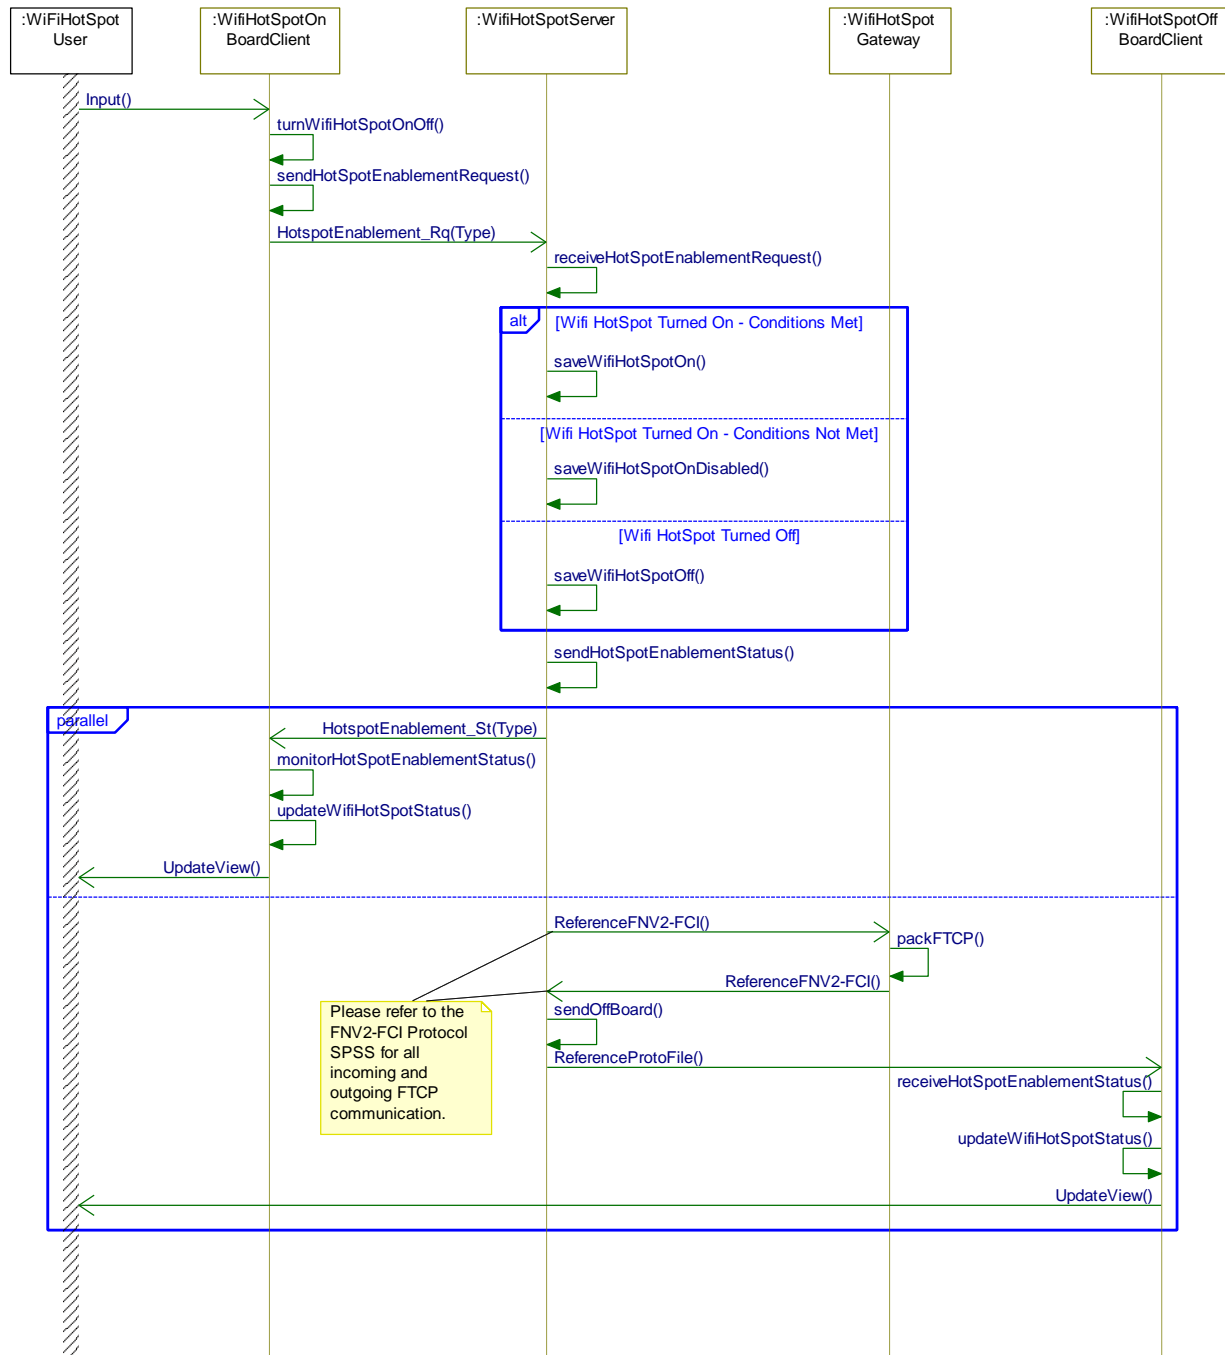 :WiFiHotSpot
User
:WifiHotSpotOn
BoardClient
:WifiHotSpotServer
:WifiHotSpot
Gateway
:WifiHotSpotOff
BoardClient
Input()
turnWifiHotSpotOnOff()
sendHotSpotEnablementRequest()
HotspotEnablement_Rq(Type)
receiveHotSpotEnablementRequest()
alt
[Wifi HotSpot Turned On - Conditions Met]
saveWifiHotSpotOn()
[Wifi HotSpot Turned On - Conditions Not Met]
saveWifiHotSpotOnDisabled()
[Wifi HotSpot Turned Off]
saveWifiHotSpotOff()
sendHotSpotEnablementStatus()
parallel
HotspotEnablement_St(Type)
monitorHotSpotEnablementStatus()
updateWifiHotSpotStatus()
UpdateView()
ReferenceFNV2-FCI()
packFTCP()
ReferenceFNV2-FCI()
Please refer to the
FNV2-FCI Protocol
SPSS for all
incoming and
outgoing FTCP
communication.
sendOffBoard()
ReferenceProtoFile()
receiveHotSpotEnablementStatus()
updateWifiHotSpotStatus()
UpdateView()